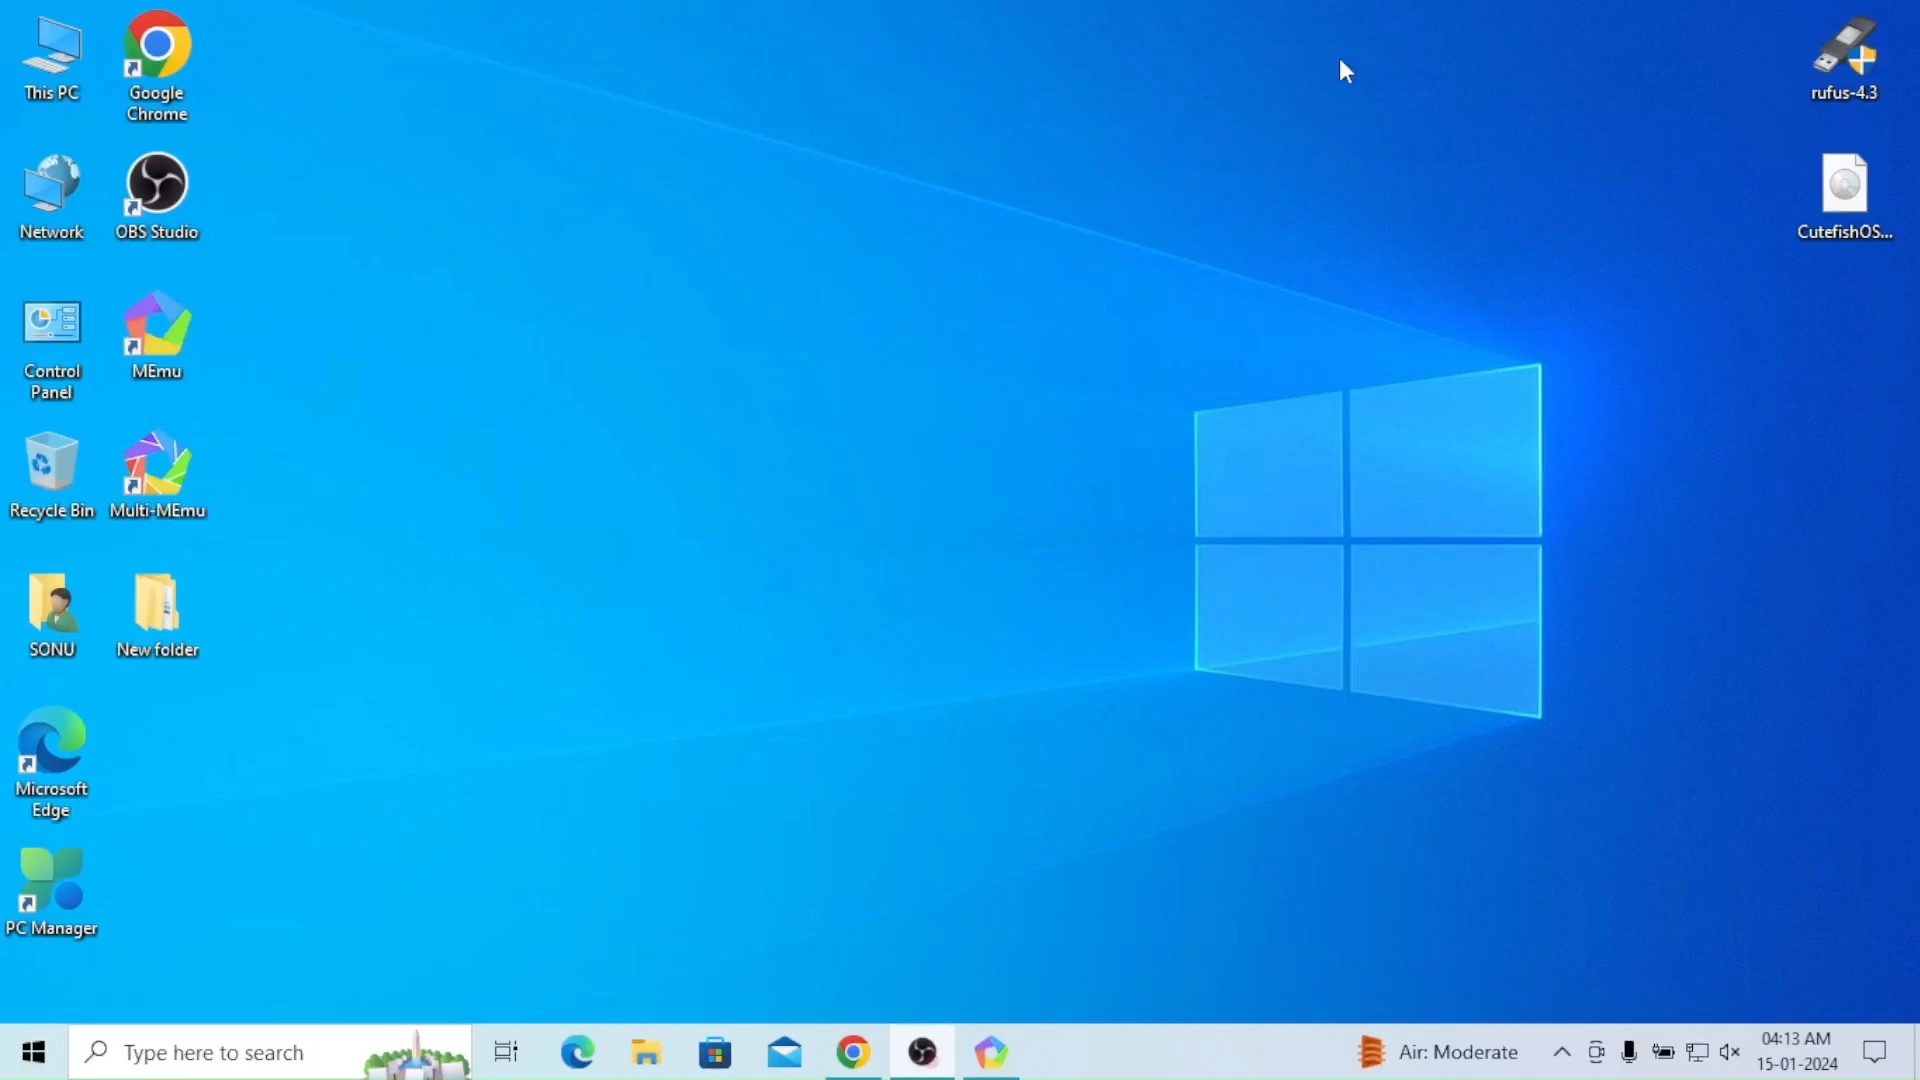 This PC
Google
Chrome
rufus-4.3
Network
OBS Studio
CutefishOS...
Control
Panel
MEmu
Recycle Bin
Multi-MEmu
SONU
New folder
Microsoft
Edge
PC Manager
Type here to search
Air: Moderate
04:13 AM
15-01-2024